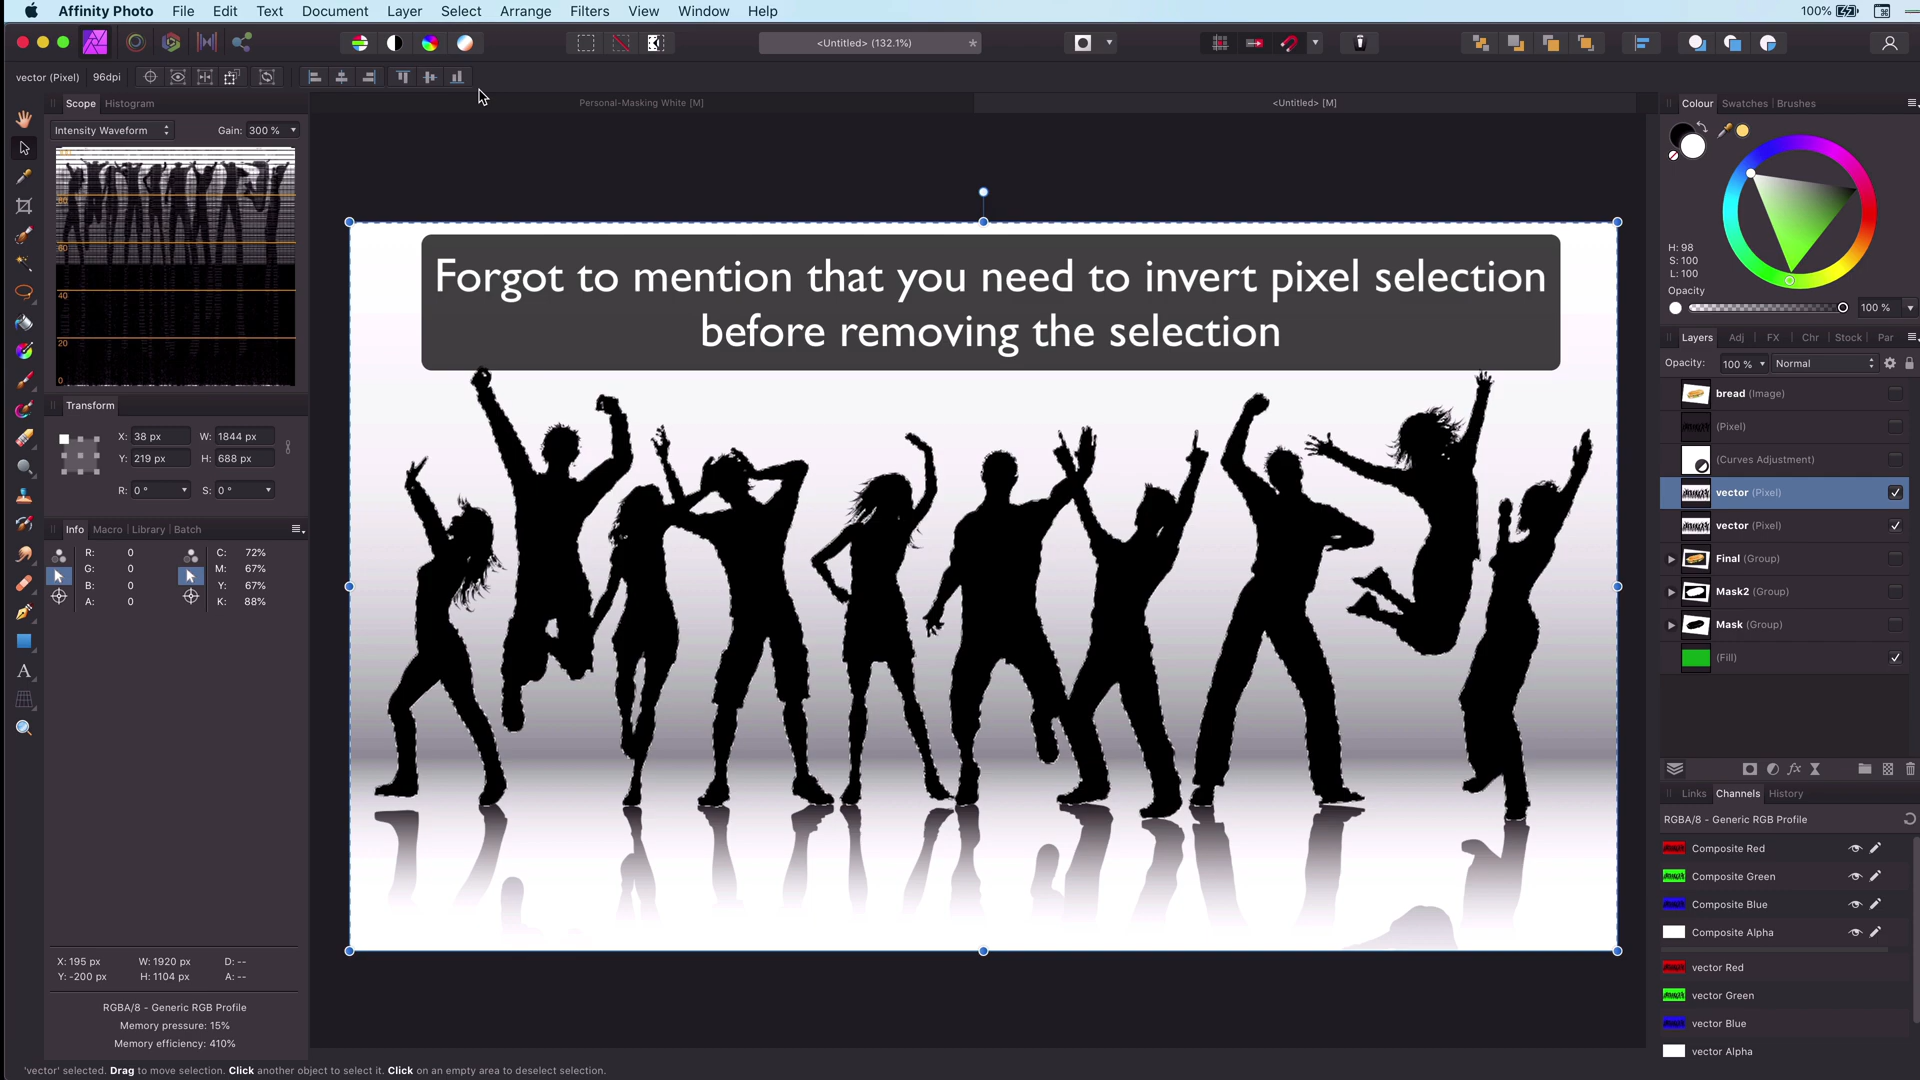 Affinity Photo File Edit Text Document Layer Select Arrange Filters View Window Help 100%
<Untitled> (132.1%) *
vector (Pixel) 96dpi
Scope Histogram
Personal-Masking White [M] <Untitled> [M]
Colour Swatches Brushes
Intensity Waveform Gain: 300 %
80
60
40
20
0
H: 98
S: 100
L: 100
Opacity
100 %
Forgot to mention that you need to invert pixel selection
before removing the selection
Transform
X: 38 px W: 1844 px
Y: 219 px H: 688 px
R: 0 ° S: 0 °
Info Macro Library Batch
R: 0 C: 72%
G: 0 M: 67%
B: 0 Y: 67%
A: 0 K: 88%
Layers Adj FX Chr Stock Par
Opacity: 100 % Normal
bread (Image)
(Pixel)
(Curves Adjustment)
vector (Pixel)
vector (Pixel)
Final (Group)
Mask2 (Group)
Mask (Group)
(Fill)
fx
Links Channels History
RGBA/8 - Generic RGB Profile
Composite Red
Composite Green
Composite Blue
Composite Alpha
vector Red
vector Green
vector Blue
vector Alpha
X: 195 px W: 1920 px D: --
Y: -200 px H: 1104 px A: --
RGBA/8 - Generic RGB Profile
Memory pressure: 15%
Memory efficiency: 410%
'vector' selected. Drag to move selection. Click another object to select it. Click on an empty area to deselect selection.